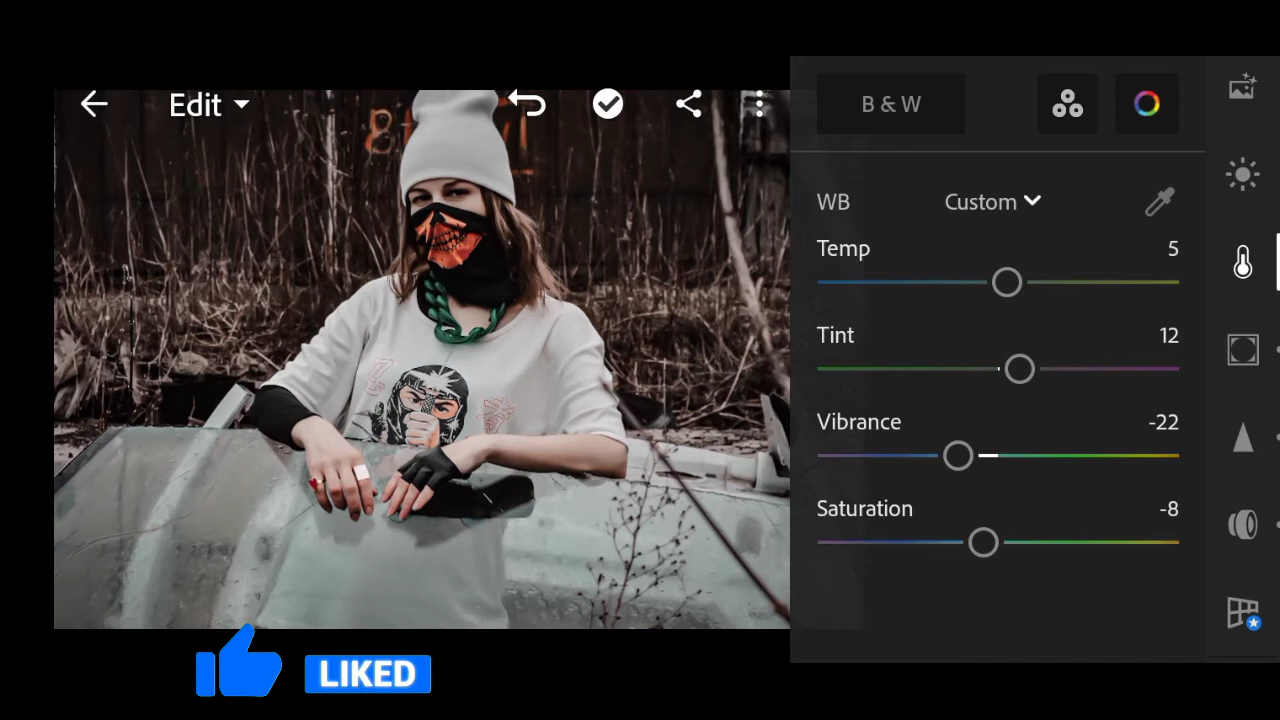 Edit
B & W
WB
Custom
Temp
5
Tint
12
Vibrance
-22
Saturation
-8
LIKED